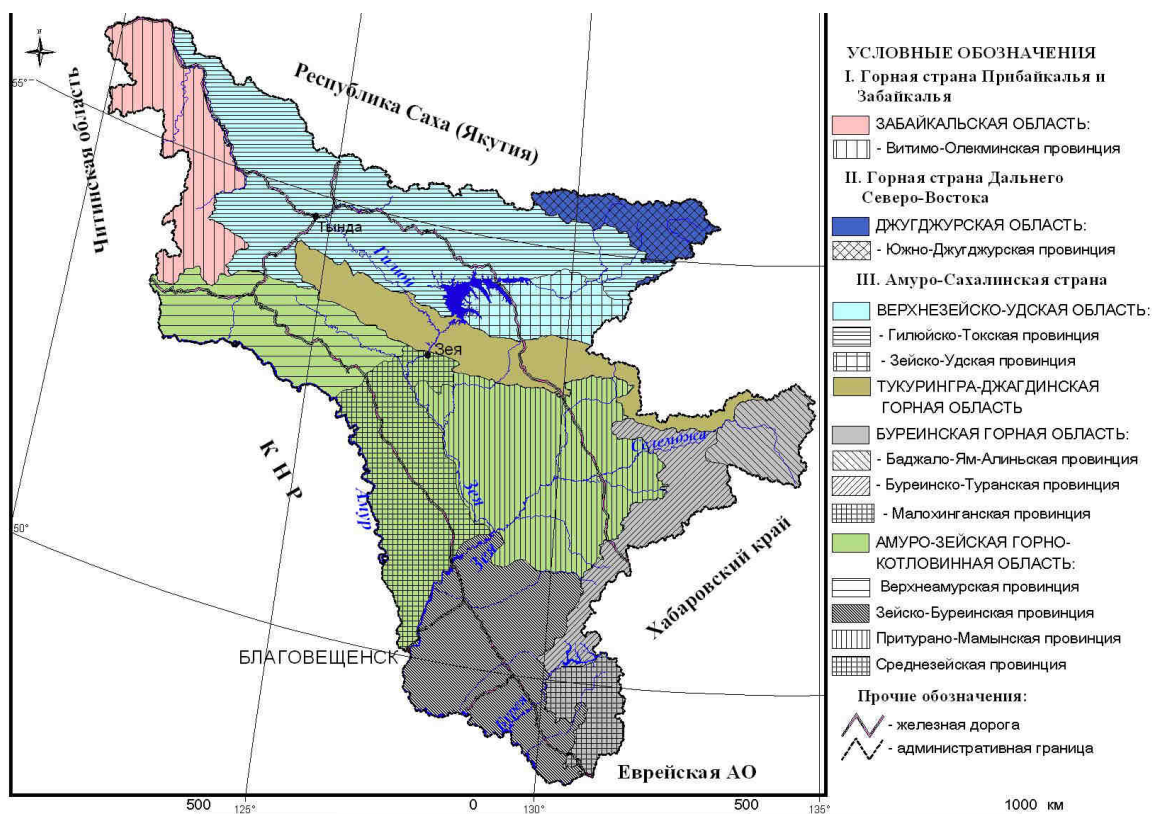 N
55°
Читинская область
Республика Саха (Якутия)
Тында
Гилюй
Зея
Селемджа
КНР
Амур
Зея
Зея
50°
Хабаровский край
БЛАГОВЕЩЕНСК
Бурея
Еврейская АО
500
125°
0
130°
500
135°
1000 км
УСЛОВНЫЕ ОБОЗНАЧЕНИЯ
I. Горная страна Прибайкалья и
Забайкалья
ЗАБАЙКАЛЬСКАЯ ОБЛАСТЬ:
- Витимо-Олекминская провинция
II. Горная страна Дальнего
Северо-Востока
ДЖУГДЖУРСКАЯ ОБЛАСТЬ:
- Южно-Джугджурская провинция
III. Амуро-Сахалинская страна
ВЕРХНЕЗЕЙСКО-УДСКАЯ ОБЛАСТЬ:
- Гилюйско-Токская провинция
- Зейско-Удская провинция
ТУКУРИНГРА-ДЖАГДИНСКАЯ
ГОРНАЯ ОБЛАСТЬ
БУРЕИНСКАЯ ГОРНАЯ ОБЛАСТЬ:
- Баджало-Ям-Алиньская провинция
- Буреинско-Туранская провинция
- Малохинганская провинция
АМУРО-ЗЕЙСКАЯ ГОРНО-
КОТЛОВИННАЯ ОБЛАСТЬ:
Верхнеамурская провинция
Зейско-Буреинская провинция
Притурано-Мамынская провинция
Среднезейская провинция
Прочие обозначения:
- железная дорога
- административная граница